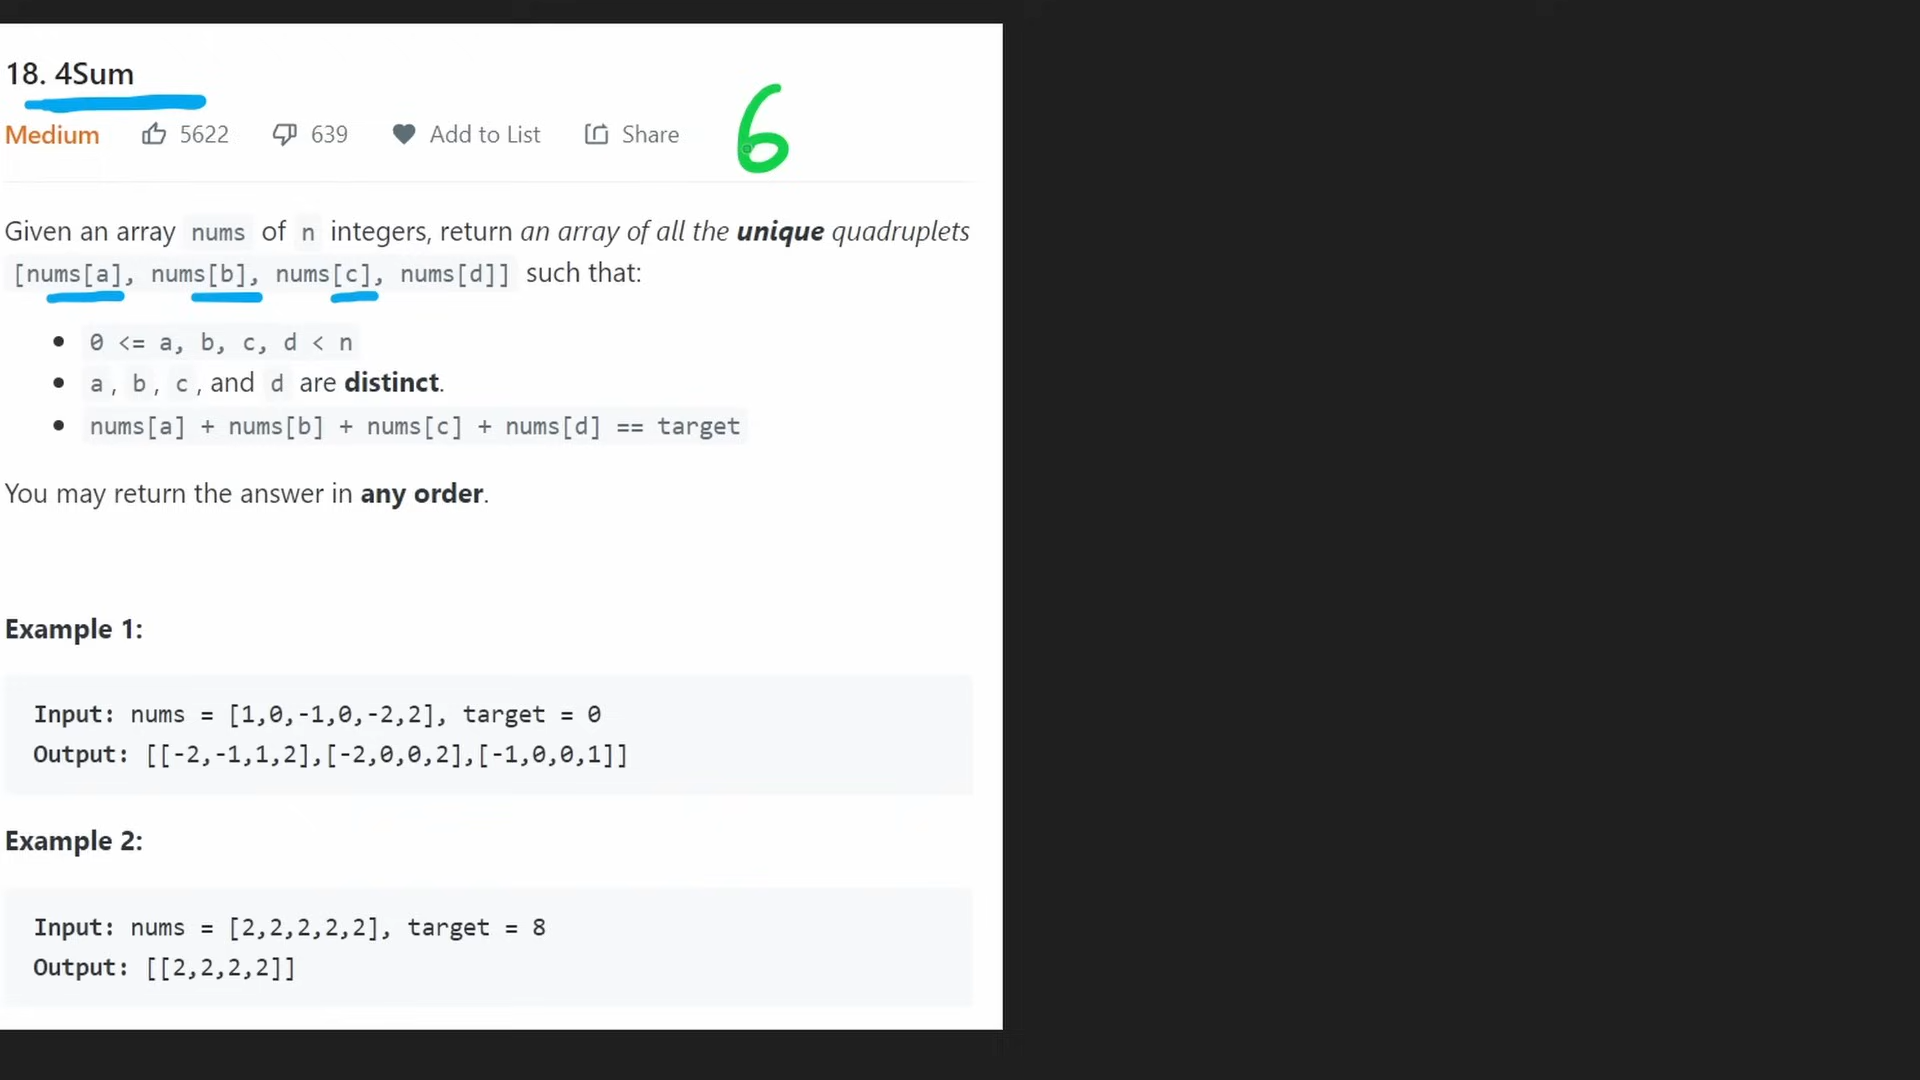 18. 4Sum
Medium 5622 639 Add to List Share 6
Given an array nums of n integers, return an array of all the unique quadruplets
[nums[a], nums[b], nums[c], nums[d]] such that:
• 0 <= a, b, c, d < n
• a, b, c, and d are distinct.
• nums[a] + nums[b] + nums[c] + nums[d] == target
You may return the answer in any order.
Example 1:
Input: nums = [1,0,-1,0,-2,2], target = 0
Output: [[-2,-1,1,2],[-2,0,0,2],[-1,0,0,1]]
Example 2:
Input: nums = [2,2,2,2,2], target = 8
Output: [[2,2,2,2]]